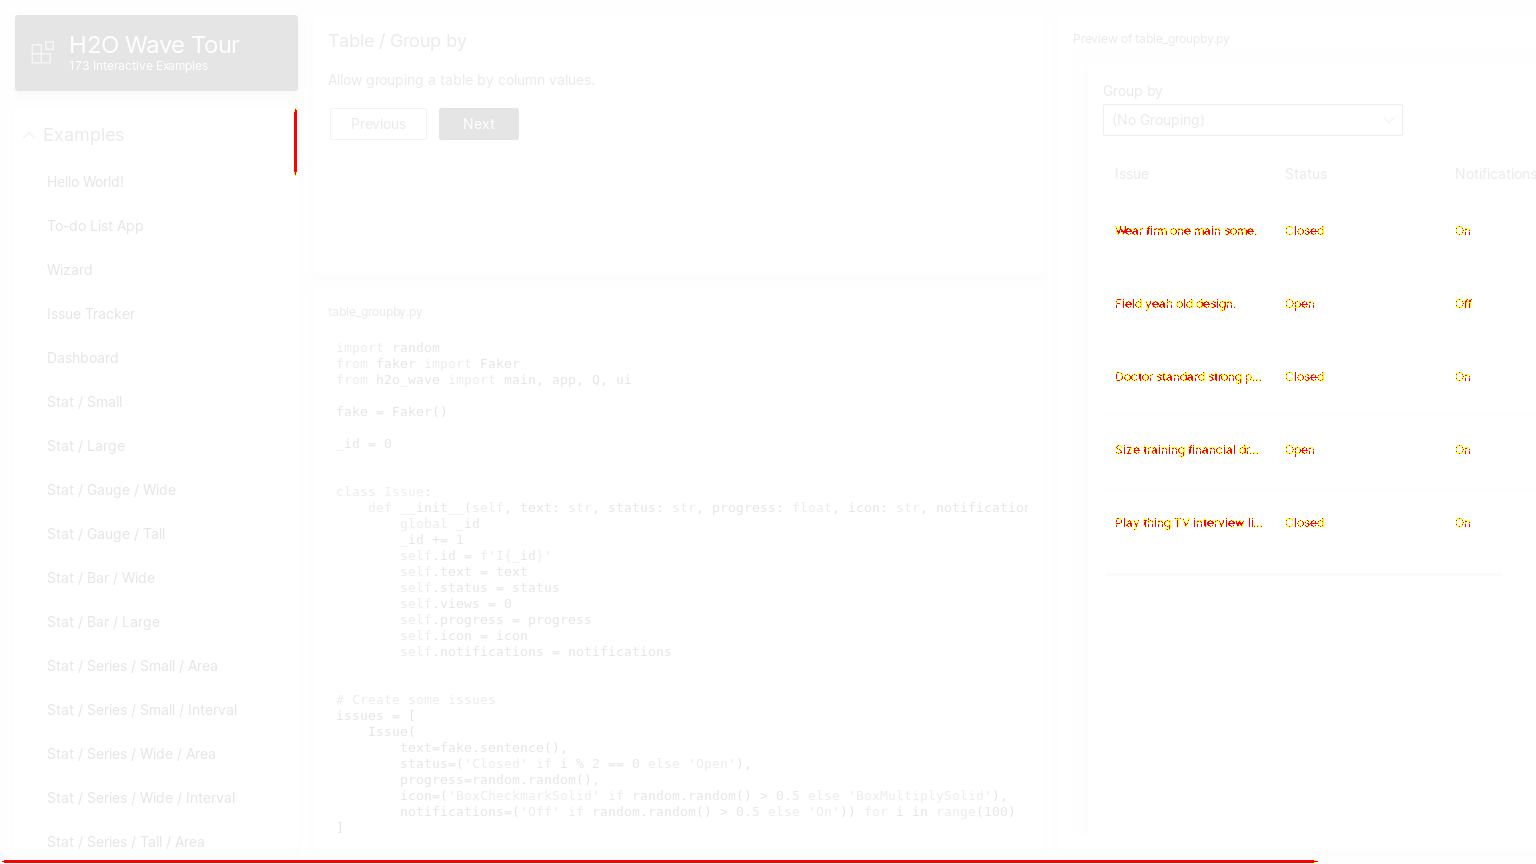 H2O Wave Tour
173 Interactive Examples
Examples
Hello World!
To-do List App
Wizard
Issue Tracker
Dashboard
Stat / Small
Stat / Large
Stat / Gauge / Wide
Stat / Gauge / Tall
Stat / Bar / Wide
Stat / Bar / Large
Stat / Series / Small / Area
Stat / Series / Small / Interval
Stat / Series / Wide / Area
Stat / Series / Wide / Interval
Stat / Series / Tall / Area
Table / Group by
Allow grouping a table by column values.
Previous Next
table_groupby.py
import random
from faker import Faker
from h2o_wave import main, app, Q, ui
fake = Faker()
_id = 0
class Issue:
def __init__(self, text: str, status: str, progress: float, icon: str, notification
global _id
_id += 1
self.id = f'I{_id}'
self.text = text
self.status = status
self.views = 0
self.progress = progress
self.icon = icon
self.notifications = notifications
# Create some issues
issues = [
Issue(
text=fake.sentence(),
status=('Closed' if i % 2 == 0 else 'Open'),
progress=random.random(),
icon=('BoxCheckmarkSolid' if random.random() > 0.5 else 'BoxMultiplySolid'),
notifications=('Off' if random.random() > 0.5 else 'On')) for i in range(100)
]
Preview of table_groupby.py
Group by
(No Grouping)
Issue Status Notifications
Wear firm one main some. Closed On
Field yeah old design. Open Off
Doctor standard strong p... Closed On
Size training financial dr... Open On
Play thing TV interview li... Closed On